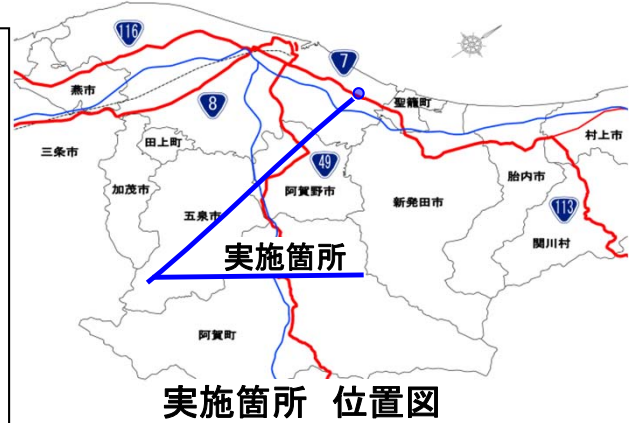 116
7
燕市
8
聖籠町
三条市
田上町
村上市
加茂市
49
阿賀野市
胎内市
五泉市
新発田市
113
関川村
実施箇所
阿賀町
実施箇所 位置図